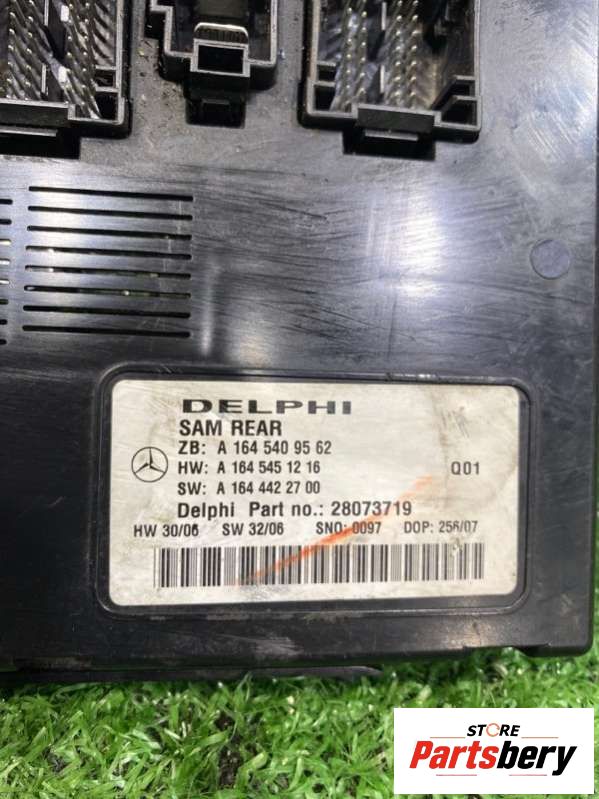 DELPHI
SAM REAR
ZB: A 164 540 95 62
HW: A 164 545 12 16 Q01
SW: A 164 442 27 00
Delphi Part no.: 28073719
HW 30/06 SW 32/06 SNO: 0097 DOP: 256/07
STORE
Partsbery